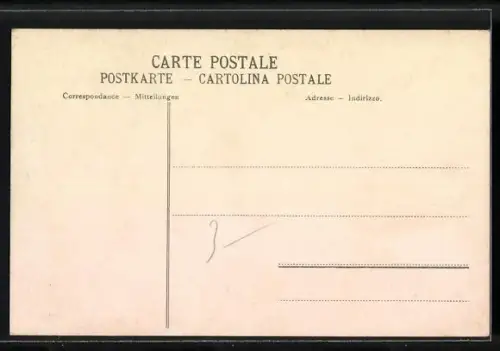 CARTE POSTALE
POSTKARTE — CARTOLINA POSTALE
Correspondance — Mitteilungen
Adresse — Indirizzo.
3 —